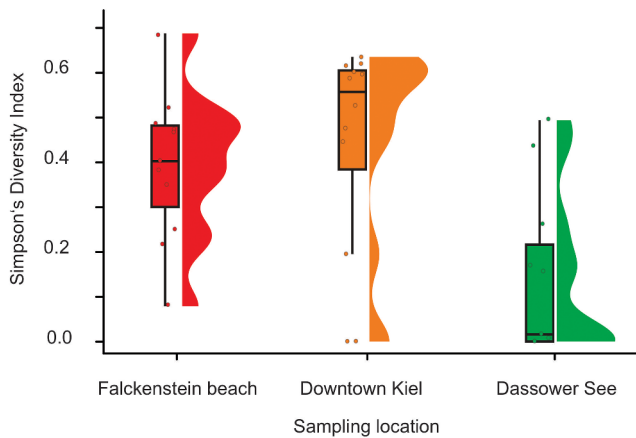 Simpson‘s Diversity Index
0.6
0.4
0.2
0.0
Falckenstein beach
Downtown Kiel
Dassower See
Sampling location